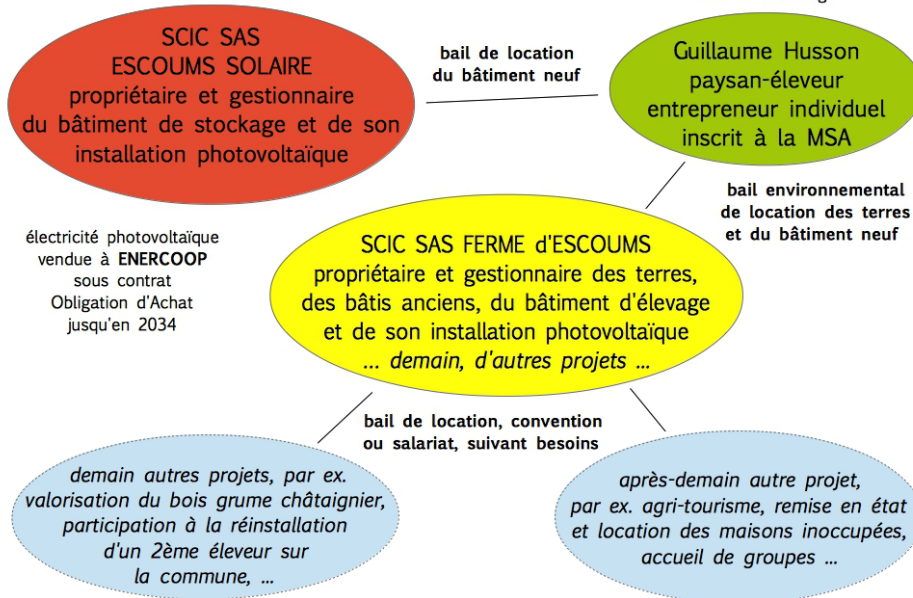 SCIC SAS
ESCOUMS SOLAIRE
propriétaire et gestionnaire
du bâtiment de stockage et de son
installation photovoltaïque
bail de location
du bâtiment neuf
Guillaume Husson
paysan-éleveur
entrepreneur individuel
inscrit à la MSA
bail environmental
de location des terres
et du bâtiment neuf
électricité photovoltaïque
vendue à ENERCOOP
sous contrat
Obligation d'Achat
jusqu'en 2034
SCIC SAS FERME d'ESCOUMS
propriétaire et gestionnaire des terres,
des bâtis anciens, du bâtiment d'élevage
et de son installation photovoltaïque
... demain, d'autres projets ...
bail de location, convention
ou salariat, suivant besoins
demain autres projets, par ex.
valorisation du bois grume châtaignier,
participation à la réinstallation
d'un 2ème éleveur sur
la commune, ...
après-demain autre projet,
par ex. agri-tourisme, remise en état
et location des maisons inoccupées,
accueil de groupes ...